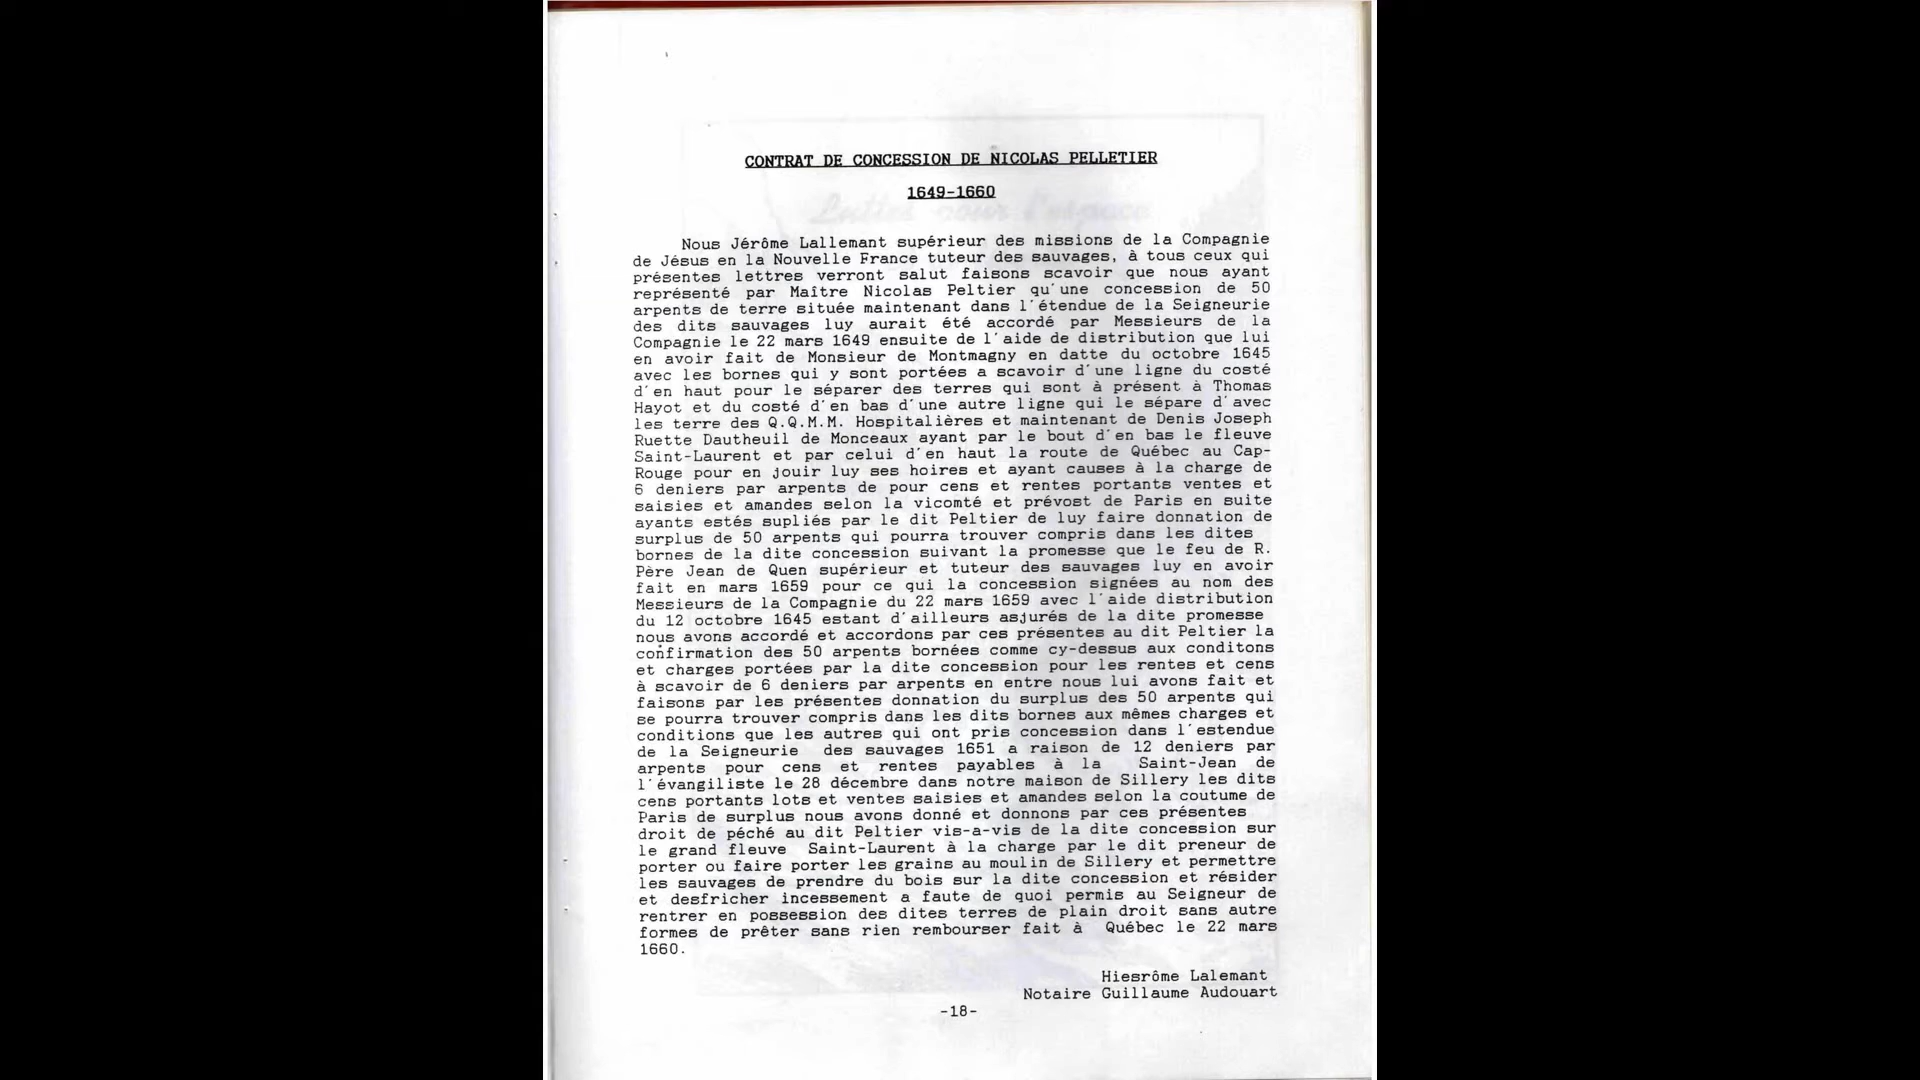 CONTRAT DE CONCESSION DE NICOLAS PELLETIER
1649-1660
Nous Jérôme Lallemant supérieur des missions de la Compagnie
de Jésus en la Nouvelle France tuteur des sauvages, à tous ceux qui
présentes lettres verront salut faisons scavoir que nous ayant
représenté par Maître Nicolas Peltier qu'une concession de 50
arpents de terre située maintenant dans l'étendue de la Seigneurie
des dits sauvages luy aurait été accordé par Messieurs de la
Compagnie le 22 mars 1649 ensuite de l'aide de distribution que lui
en avoir fait de Monsieur de Montmagny en datte du octobre 1645
avec les bornes qui y sont portées a scavoir d'une ligne du costé
d'en haut pour le séparer des terres qui sont à présent à Thomas
Hayot et du costé d'en bas d'une autre ligne qui le sépare d'avec
les terre des Q.Q.M.M. Hospitalières et maintenant de Denis Joseph
Ruette Dautheuil de Monceaux ayant par le bout d'en bas le fleuve
Saint-Laurent et par celui d'en haut la route de Québec au Cap-
Rouge pour en jouir luy ses hoires et ayant causes à la charge de
6 deniers par arpents de pour cens et rentes portants ventes et
saisies et amandes selon la vicomté et prévost de Paris en suite
ayants estés supliés par le dit Peltier de luy faire donnation de
surplus de 50 arpents qui pourra trouver compris dans les dites
bornes de la dite concession suivant la promesse que le feu de R.
Père Jean de Quen supérieur et tuteur des sauvages luy en avoir
fait en mars 1659 pour ce qui la concession signées au nom des
Messieurs de la Compagnie du 22 mars 1659 avec l'aide distribution
du 12 octobre 1645 estant d'ailleurs asjurés de la dite promesse
nous avons accordé et accordons par ces présentes au dit Peltier la
confirmation des 50 arpents bornées comme cy-dessus aux conditons
et charges portées par la dite concession pour les rentes et cens
à scavoir de 6 deniers par arpents en entre nous lui avons fait et
faisons par les présentes donnation du surplus des 50 arpents qui
se pourra trouver compris dans les dits bornes aux mêmes charges et
conditions que les autres qui ont pris concession dans l'estendue
de la Seigneurie des sauvages 1651 a raison de 12 deniers par
arpents pour cens et rentes payables à la Saint-Jean de
l'évangiliste le 28 décembre dans notre maison de Sillery les dits
cens portants lots et ventes saisies et amandes selon la coutume de
Paris de surplus nous avons donné et donnons par ces présentes
droit de péché au dit Peltier vis-a-vis de la dite concession sur
le grand fleuve Saint-Laurent à la charge par le dit preneur de
porter ou faire porter les grains au moulin de Sillery et permettre
les sauvages de prendre du bois sur la dite concession et résider
et desfricher incessement a faute de quoi permis au Seigneur de
rentrer en possession des dites terres de plain droit sans autre
formes de prêter sans rien rembourser fait à Québec le 22 mars
1660.
Hiesrôme Lalemant
Notaire Guillaume Audouart
-18-